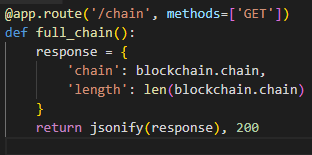 @app.route('/chain', methods=['GET'])
def full_chain():
    response = {
        'chain': blockchain.chain,
        'length': len(blockchain.chain)
    }
    return jsonify(response), 200